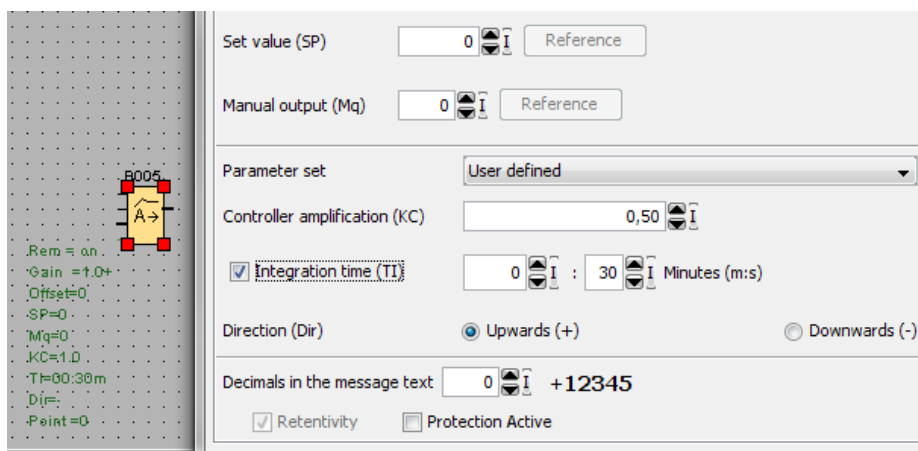 Set value (SP) 0 Reference
Manual output (Mq) 0 Reference
Parameter set User defined
Controller amplification (KC) 0,50
Integration time (TI) 0 : 30 Minutes (m:s)
Direction (Dir) Upwards (+) Downwards (-)
Decimals in the message text 0 +12345
Retentivity Protection Active
B005
A→
Rem = on
Gain =1.0+
Offset=0
SP=0
Mq=0
KC=1.0
TI=00:30m
Dir=-
Point=0